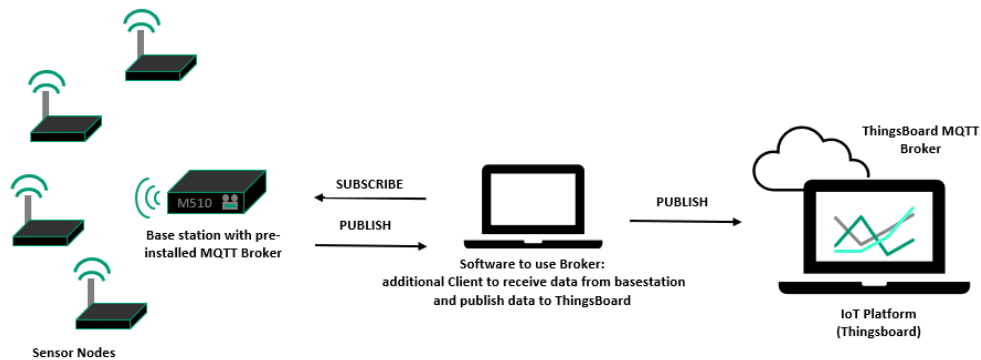 ThingsBoard MQTT
Broker
M510
SUBSCRIBE
PUBLISH
PUBLISH
Base station with pre-
installed MQTT Broker
Software to use Broker:
additional Client to receive data from basestation
and publish data to ThingsBoard
IoT Platform
(Thingsboard)
Sensor Nodes